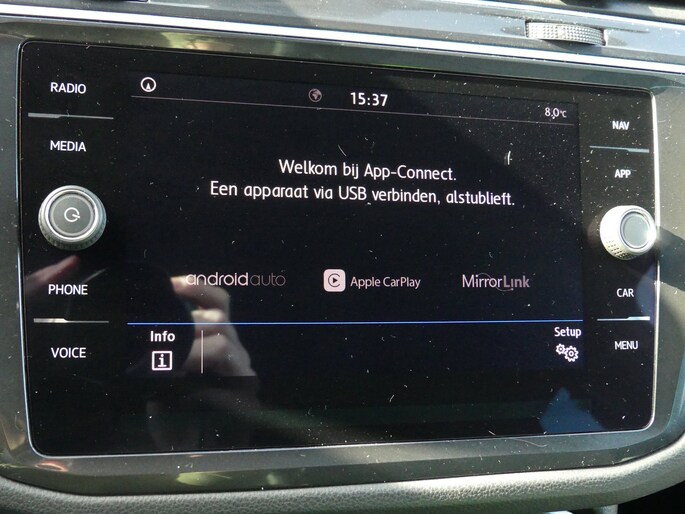 RADIO
MEDIA
PHONE
VOICE
15:37
8.0°C
Welkom bij App-Connect.
Een apparaat via USB verbinden, alstublieft.
androidauto
Apple CarPlay
MirrorLink
Info
Setup
NAV
APP
CAR
MENU